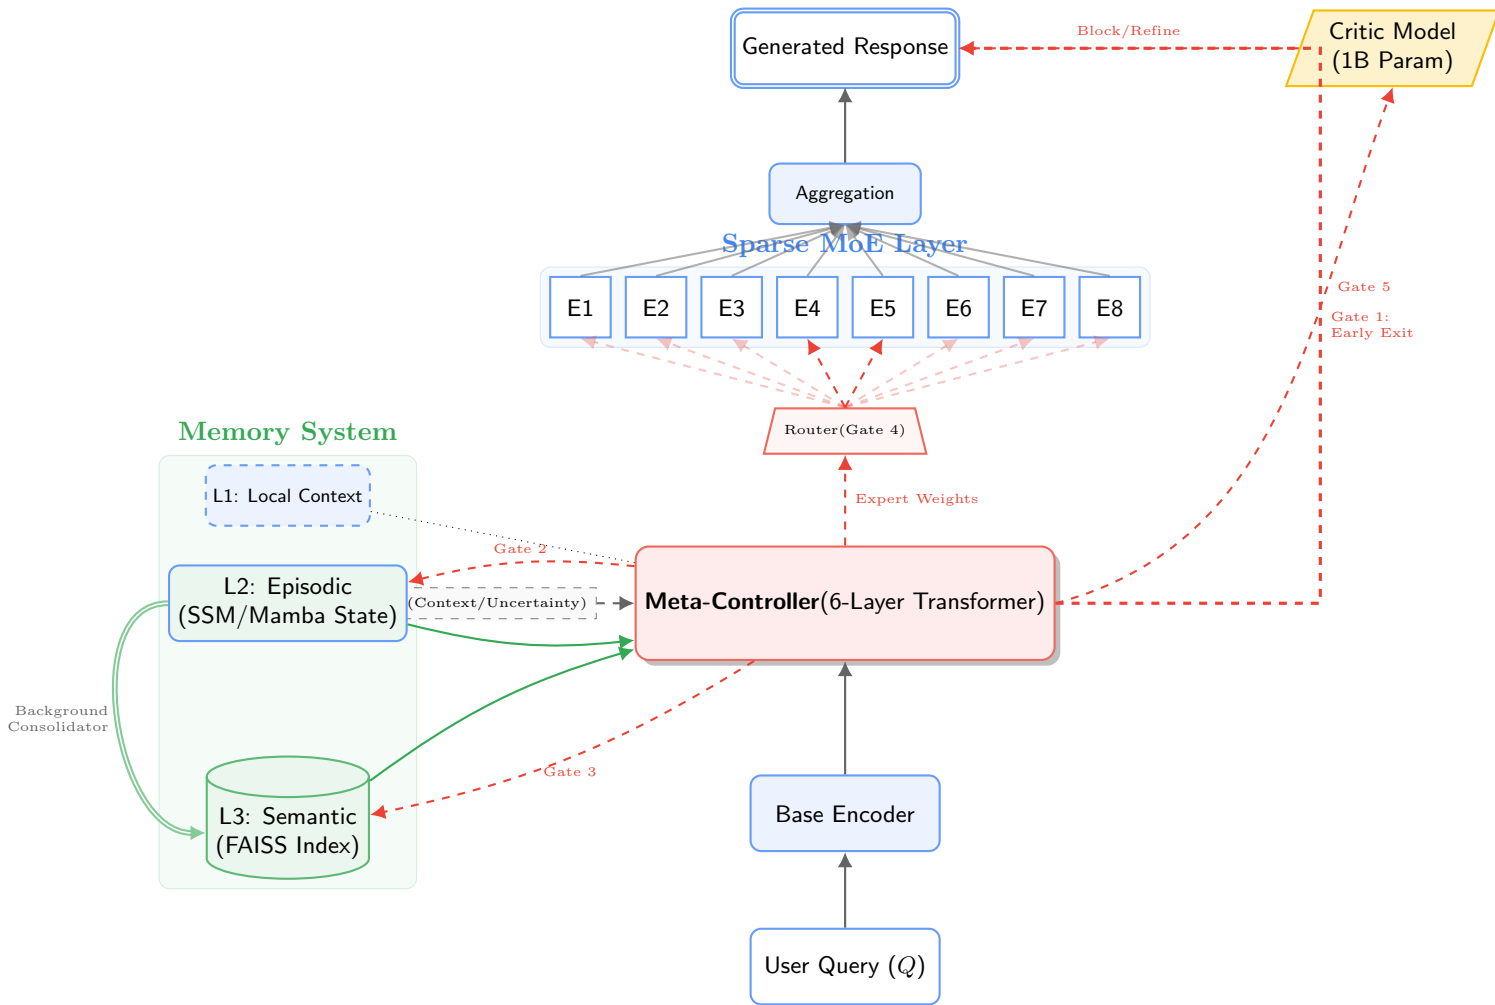 Generated Response
Block/Refine
Critic Model
(1B Param)
Aggregation
Sparse MoE Layer
E1 E2 E3 E4 E5 E6 E7 E8
Gate 5
Gate 1:
Early Exit
Router(Gate 4)
Memory System
L1: Local Context
Expert Weights
Gate 2
L2: Episodic
(SSM/Mamba State)
(Context/Uncertainty)
Meta-Controller(6-Layer Transformer)
Background
Consolidator
Gate 3
L3: Semantic
(FAISS Index)
Base Encoder
User Query (Q)